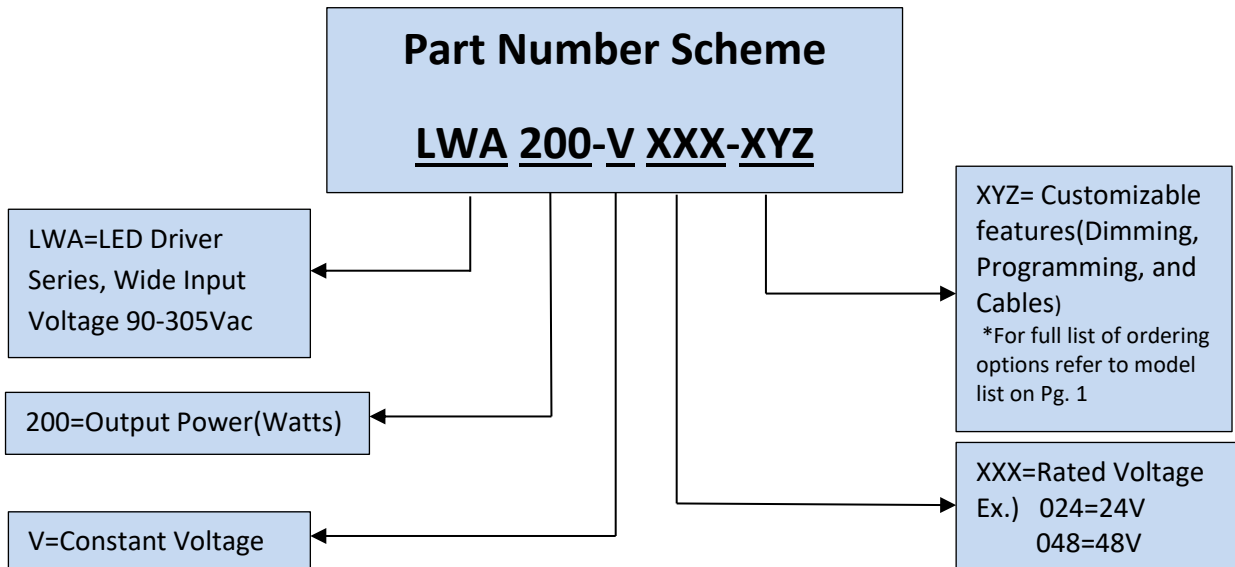 Part Number Scheme
LWA 200-V XXX-XYZ
LWA=LED Driver
Series, Wide Input
Voltage 90-305Vac
200=Output Power(Watts)
V=Constant Voltage
XYZ= Customizable
features(Dimming,
Programming, and
Cables)
*For full list of ordering
options refer to model
list on Pg. 1
XXX=Rated Voltage
Ex.) 024=24V
048=48V